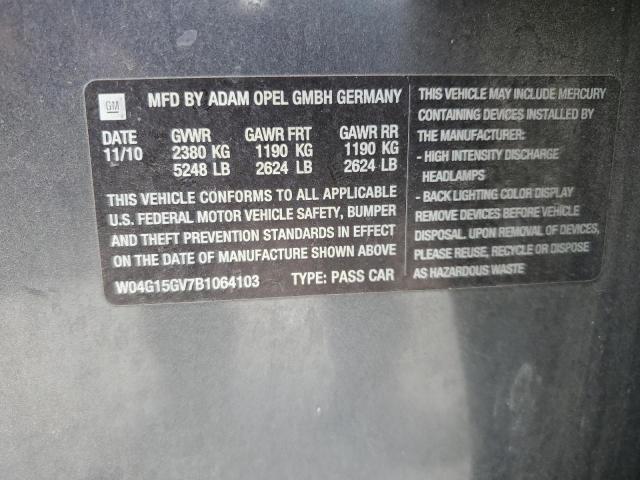 GM
MFD BY ADAM OPEL GMBH GERMANY
DATE GVWR GAWR FRT GAWR RR
11/10 2380 KG 1190 KG 1190 KG
5248 LB 2624 LB 2624 LB
THIS VEHICLE CONFORMS TO ALL APPLICABLE
U.S. FEDERAL MOTOR VEHICLE SAFETY, BUMPER
AND THEFT PREVENTION STANDARDS IN EFFECT
ON THE DATE OF MANUFACTURE SHOWN ABOVE
W04G15GV7B1064103 TYPE: PASS CAR
THIS VEHICLE MAY INCLUDE MERCURY
CONTAINING DEVICES INSTALLED BY
THE MANUFACTURER:
- HIGH INTENSITY DISCHARGE
HEADLAMPS
- BACK LIGHTING COLOR DISPLAY
REMOVE DEVICES BEFORE VEHICLE
DISPOSAL. UPON REMOVAL OF DEVICES,
PLEASE REUSE, RECYCLE OR DISPOSE
AS HAZARDOUS WASTE